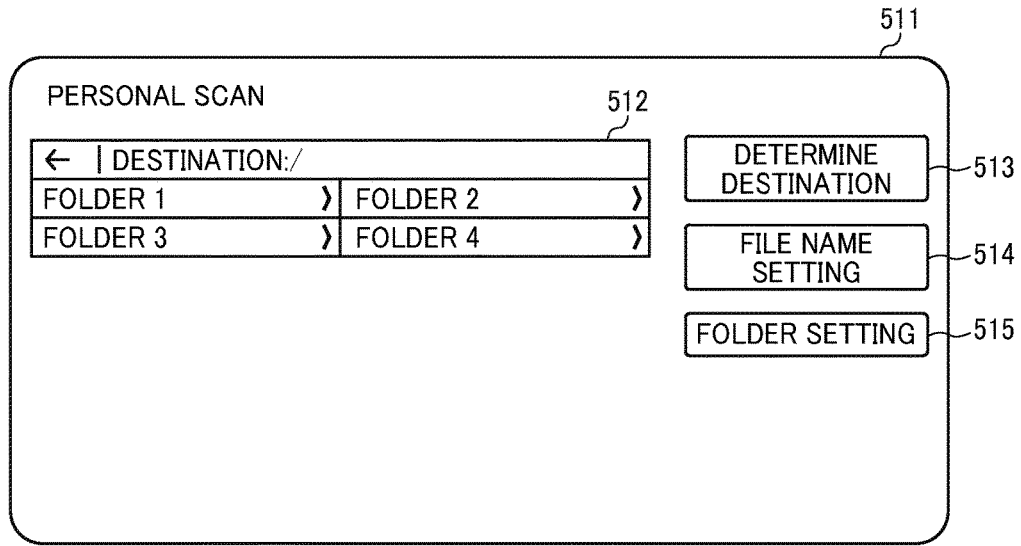 511
PERSONAL SCAN
512
← | DESTINATION:/
FOLDER 1 ❭ FOLDER 2 ❭
FOLDER 3 ❭ FOLDER 4 ❭
DETERMINE
DESTINATION
513
FILE NAME
SETTING
514
FOLDER SETTING
515